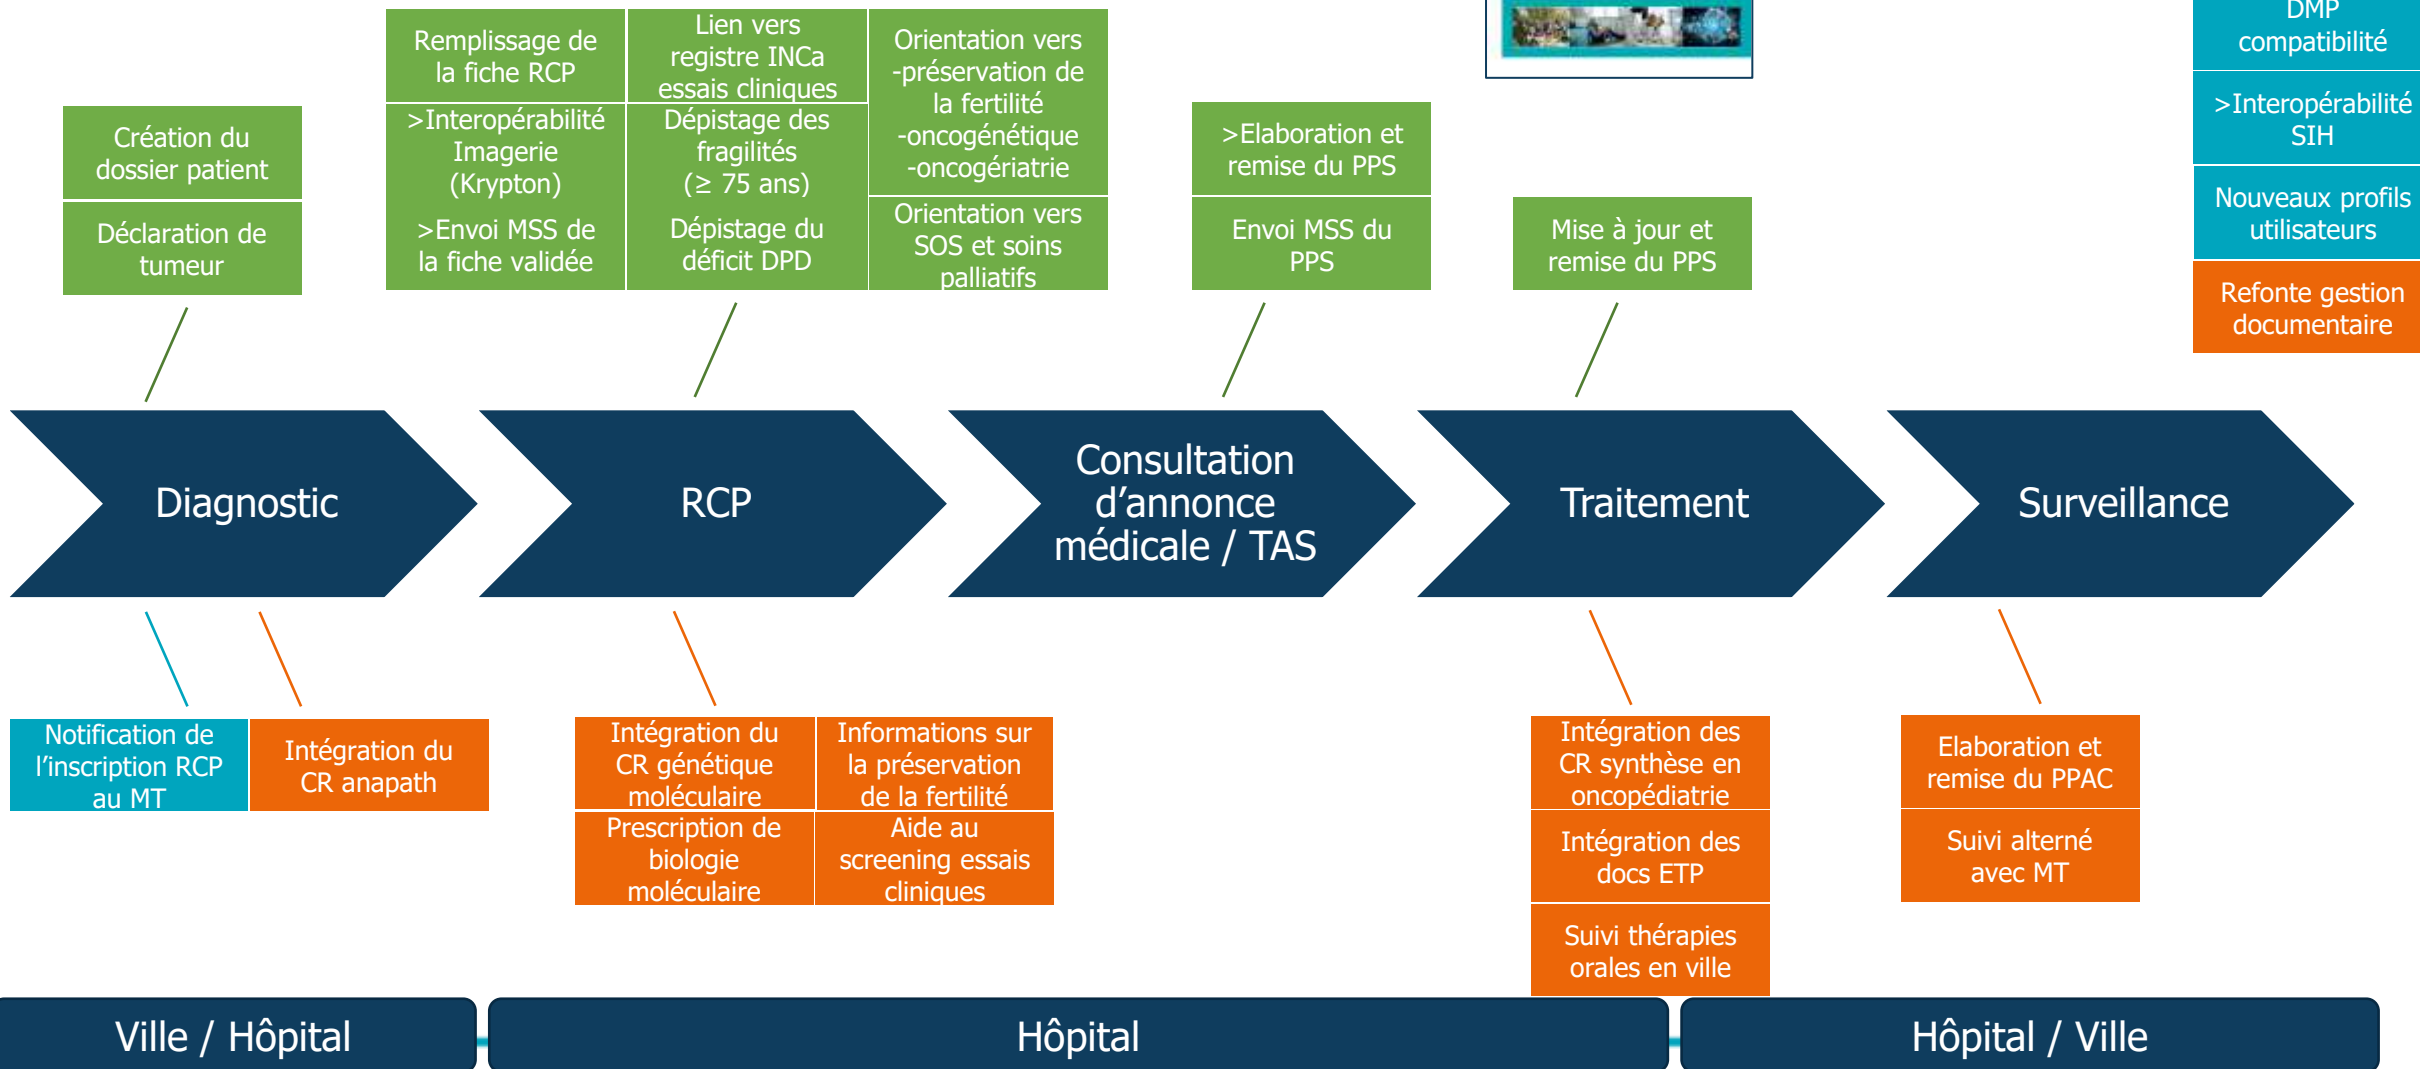 Création du
dossier patient
Déclaration de
tumeur
Remplissage de
la fiche RCP
>Interopérabilité
Imagerie
(Krypton)
>Envoi MSS de
la fiche validée
Lien vers
registre INCa
essais cliniques
Dépistage des
fragilités
(≥ 75 ans)
Dépistage du
déficit DPD
Orientation vers
-préservation de
la fertilité
-oncogénétique
-oncogériatrie
Orientation vers
SOS et soins
palliatifs
>Elaboration et
remise du PPS
Envoi MSS du
PPS
Mise à jour et
remise du PPS
DMP
compatibilité
>Interopérabilité
SIH
Nouveaux profils
utilisateurs
Refonte gestion
documentaire
Diagnostic
RCP
Consultation
d’annonce
médicale / TAS
Traitement
Surveillance
Notification de
l’inscription RCP
au MT
Intégration du
CR anapath
Intégration du
CR génétique
moléculaire
Informations sur
la préservation
de la fertilité
Prescription de
biologie
moléculaire
Aide au
screening essais
cliniques
Intégration des
CR synthèse en
oncopédiatrie
Intégration des
docs ETP
Suivi thérapies
orales en ville
Elaboration et
remise du PPAC
Suivi alterné
avec MT
Ville / Hôpital
Hôpital
Hôpital / Ville